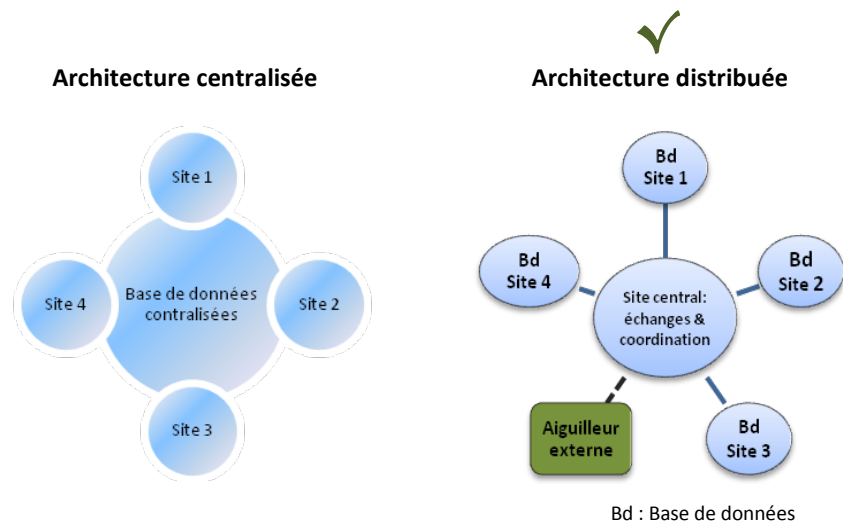 Architecture centralisée
Site 1
Site 4
Base de données
contralisées
Site 2
Site 3
Architecture distribuée
Bd
Site 1
Bd
Site 4
Bd
Site 2
Site central:
échanges &
coordination
Aiguilleur
externe
Bd
Site 3
Bd : Base de données